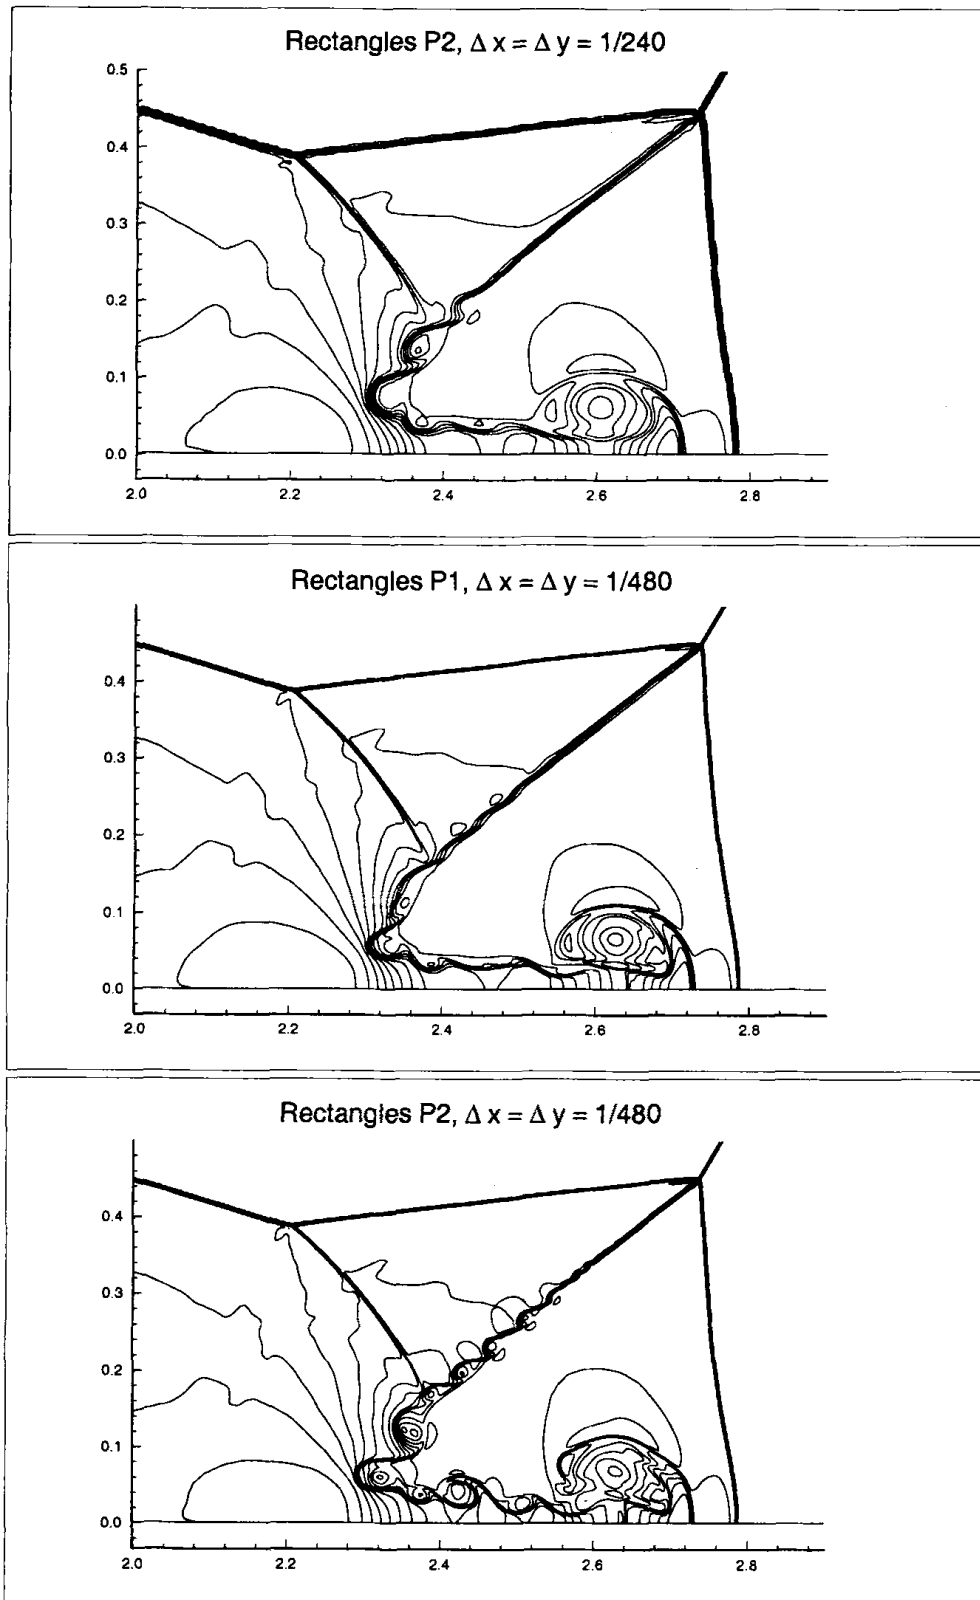 Rectangles P2, Δ x = Δ y = 1/240
0.5
0.4
0.3
0.2
0.1
0.0
2.0 2.2 2.4 2.6 2.8
Rectangles P1, Δ x = Δ y = 1/480
0.4
0.3
0.2
0.1
0.0
2.0 2.2 2.4 2.6 2.8
Rectangles P2, Δ x = Δ y = 1/480
0.4
0.3
0.2
0.1
0.0
2.0 2.2 2.4 2.6 2.8